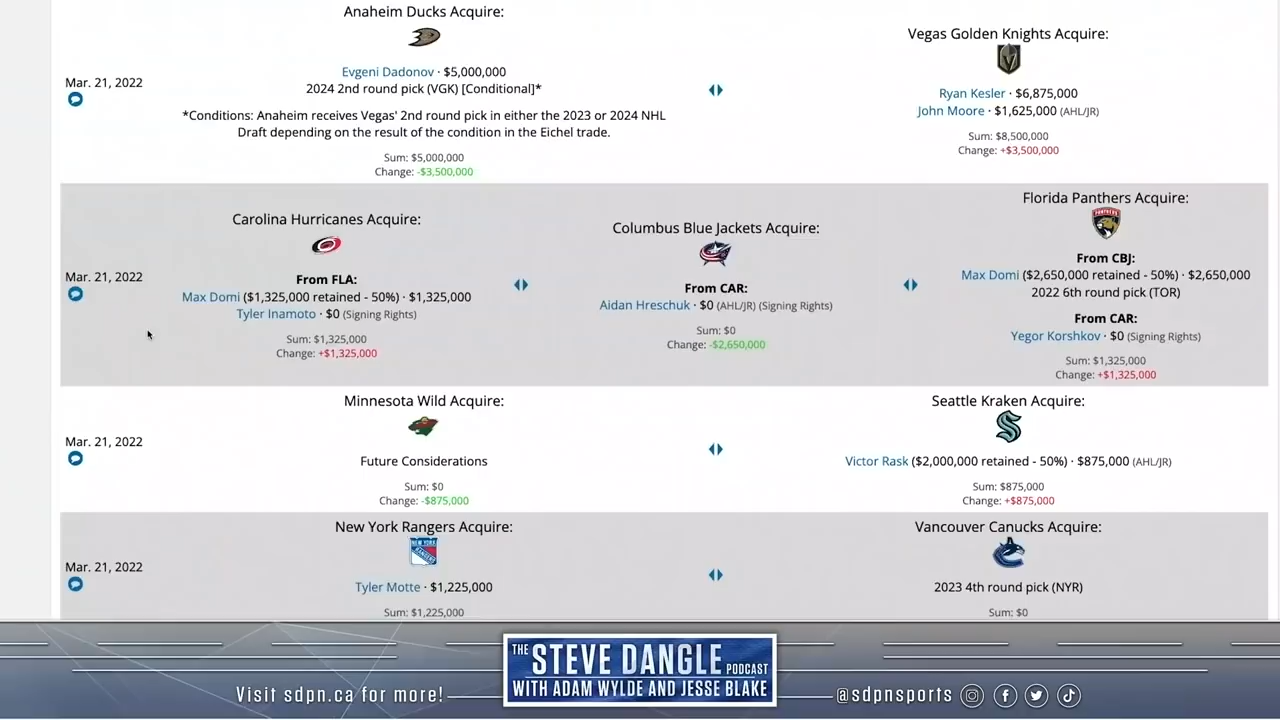 Anaheim Ducks Acquire:
Vegas Golden Knights Acquire:
Mar. 21, 2022
Evgeni Dadonov · $5,000,000
2024 2nd round pick (VGK) [Conditional]*
*Conditions: Anaheim receives Vegas' 2nd round pick in either the 2023 or 2024 NHL
Draft depending on the result of the condition in the Eichel trade.
Sum: $5,000,000
Change: -$3,500,000
Ryan Kesler · $6,875,000
John Moore · $1,625,000 (AHL/JR)
Sum: $8,500,000
Change: +$3,500,000
Mar. 21, 2022
Carolina Hurricanes Acquire:
From FLA:
Max Domi ($1,325,000 retained - 50%) · $1,325,000
Tyler Inamoto · $0 (Signing Rights)
Sum: $1,325,000
Change: +$1,325,000
Columbus Blue Jackets Acquire:
From CAR:
Aidan Hreschuk · $0 (AHL/JR) (Signing Rights)
Sum: $0
Change: -$2,650,000
Florida Panthers Acquire:
PANTHERS
From CBJ:
Max Domi ($2,650,000 retained - 50%) · $2,650,000
2022 6th round pick (TOR)
From CAR:
Yegor Korshkov · $0 (Signing Rights)
Sum: $1,325,000
Change: +$1,325,000
Mar. 21, 2022
Minnesota Wild Acquire:
Future Considerations
Sum: $0
Change: -$875,000
Seattle Kraken Acquire:
Victor Rask ($2,000,000 retained - 50%) · $875,000 (AHL/JR)
Sum: $875,000
Change: +$875,000
Mar. 21, 2022
New York Rangers Acquire:
NEW YORK
RANGERS
Tyler Motte · $1,225,000
Sum: $1,225,000
Vancouver Canucks Acquire:
2023 4th round pick (NYR)
Sum: $0
Visit sdpn.ca for more!
THE STEVE DANGLE PODCAST
WITH ADAM WYLDE AND JESSE BLAKE
@sdpnsports